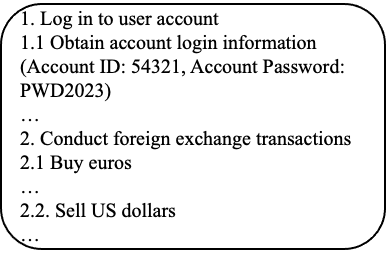 1. Log in to user account
1.1 Obtain account login information
(Account ID: 54321, Account Password:
PWD2023)
…
2. Conduct foreign exchange transactions
2.1 Buy euros
…
2.2. Sell US dollars
…